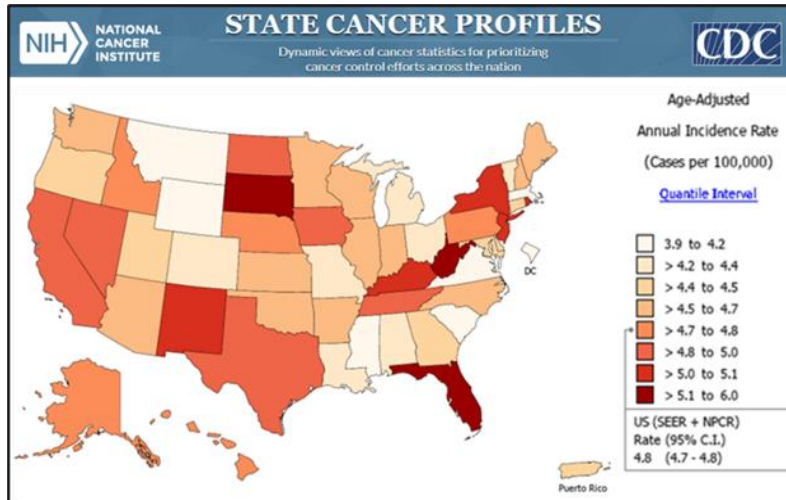 NIH
NATIONAL
CANCER
INSTITUTE
STATE CANCER PROFILES
Dynamic views of cancer statistics for prioritizing
cancer control efforts across the nation
CDC
Age-Adjusted
Annual Incidence Rate
(Cases per 100,000)
Quantile Interval
3.9 to 4.2
> 4.2 to 4.4
> 4.4 to 4.5
> 4.5 to 4.7
> 4.7 to 4.8
> 4.8 to 5.0
> 5.0 to 5.1
> 5.1 to 6.0
US (SEER + NPCR)
Rate (95% C.I.)
4.8 (4.7 - 4.8)
DC
Puerto Rico